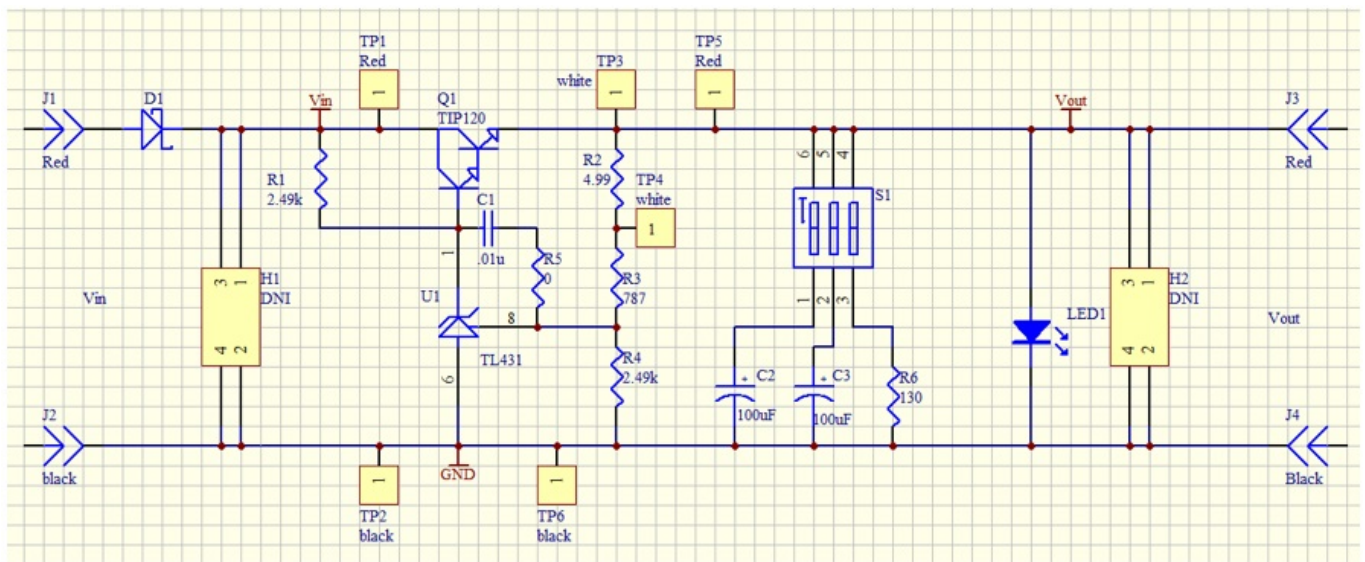 TP1
Red
1
TP3
white
1
TP5
Red
1
J1
Red
D1
Vin
Q1
TIP120
Vout
J3
Red
R1
2.49k
R2
4.99
TP4
white
1
6
5
4
S1
C1
.01u
1
R5
0
R3
787
H1
DNI
3
1
4
2
Vin
U1
8
TL431
6
R4
2.49k
1
2
3
C2
100uF
C3
100uF
R6
130
LED1
H2
DNI
3
1
4
2
Vout
J2
black
GND
1
TP2
black
1
TP6
black
J4
Black